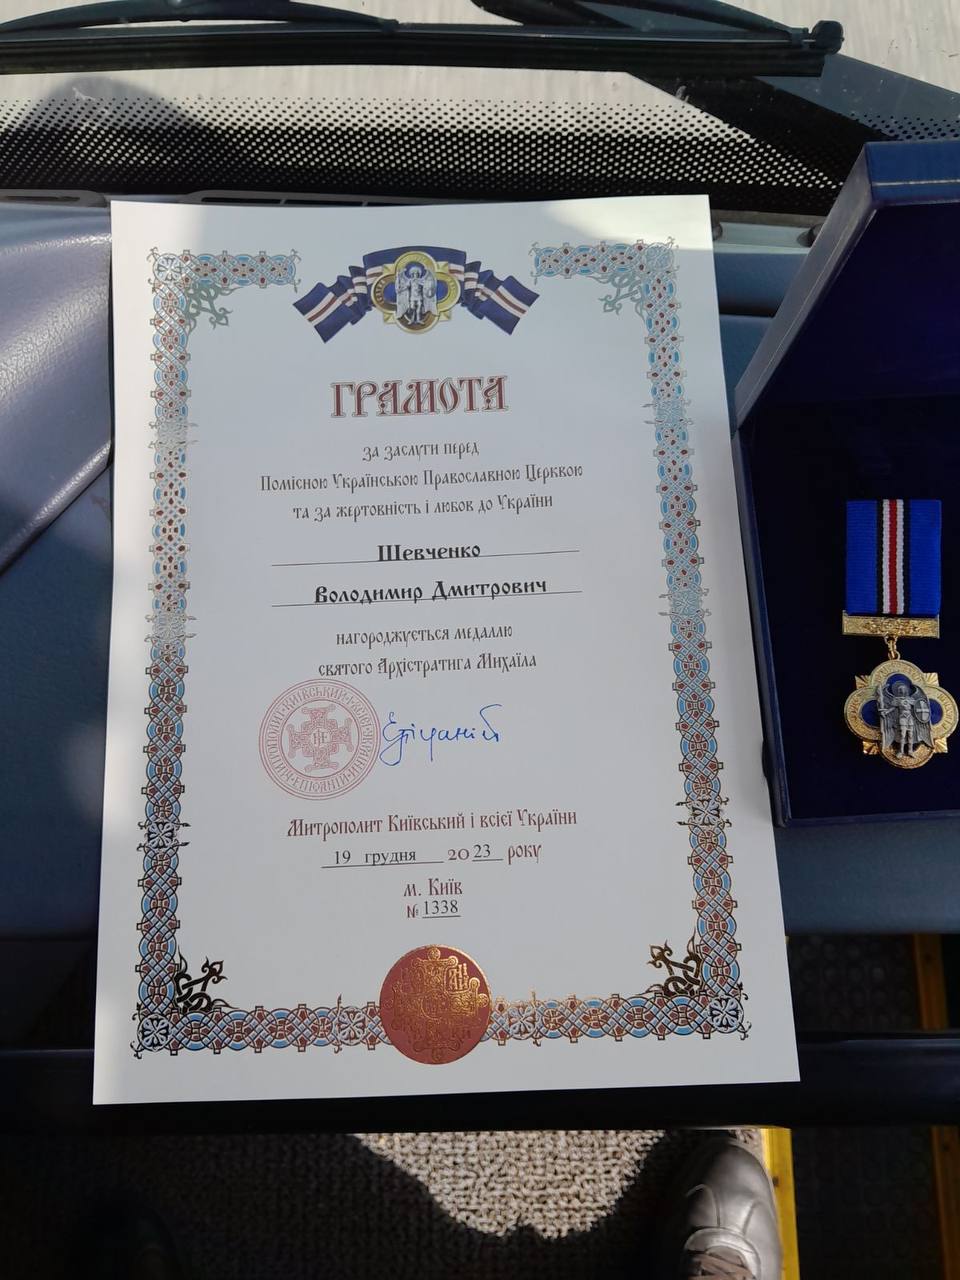 ГРАМОТА
за заслуги перед
Помісною Українською Православною Церквою
та за жертовність і любов до України
Шевченко
Володимир Дмитрович
нагороджується медаллю
святого Архістратига Михаїла
Епіфаній
Митрополит Київський і всієї України
19 грудня 2023 року
м. Київ
№ 1338